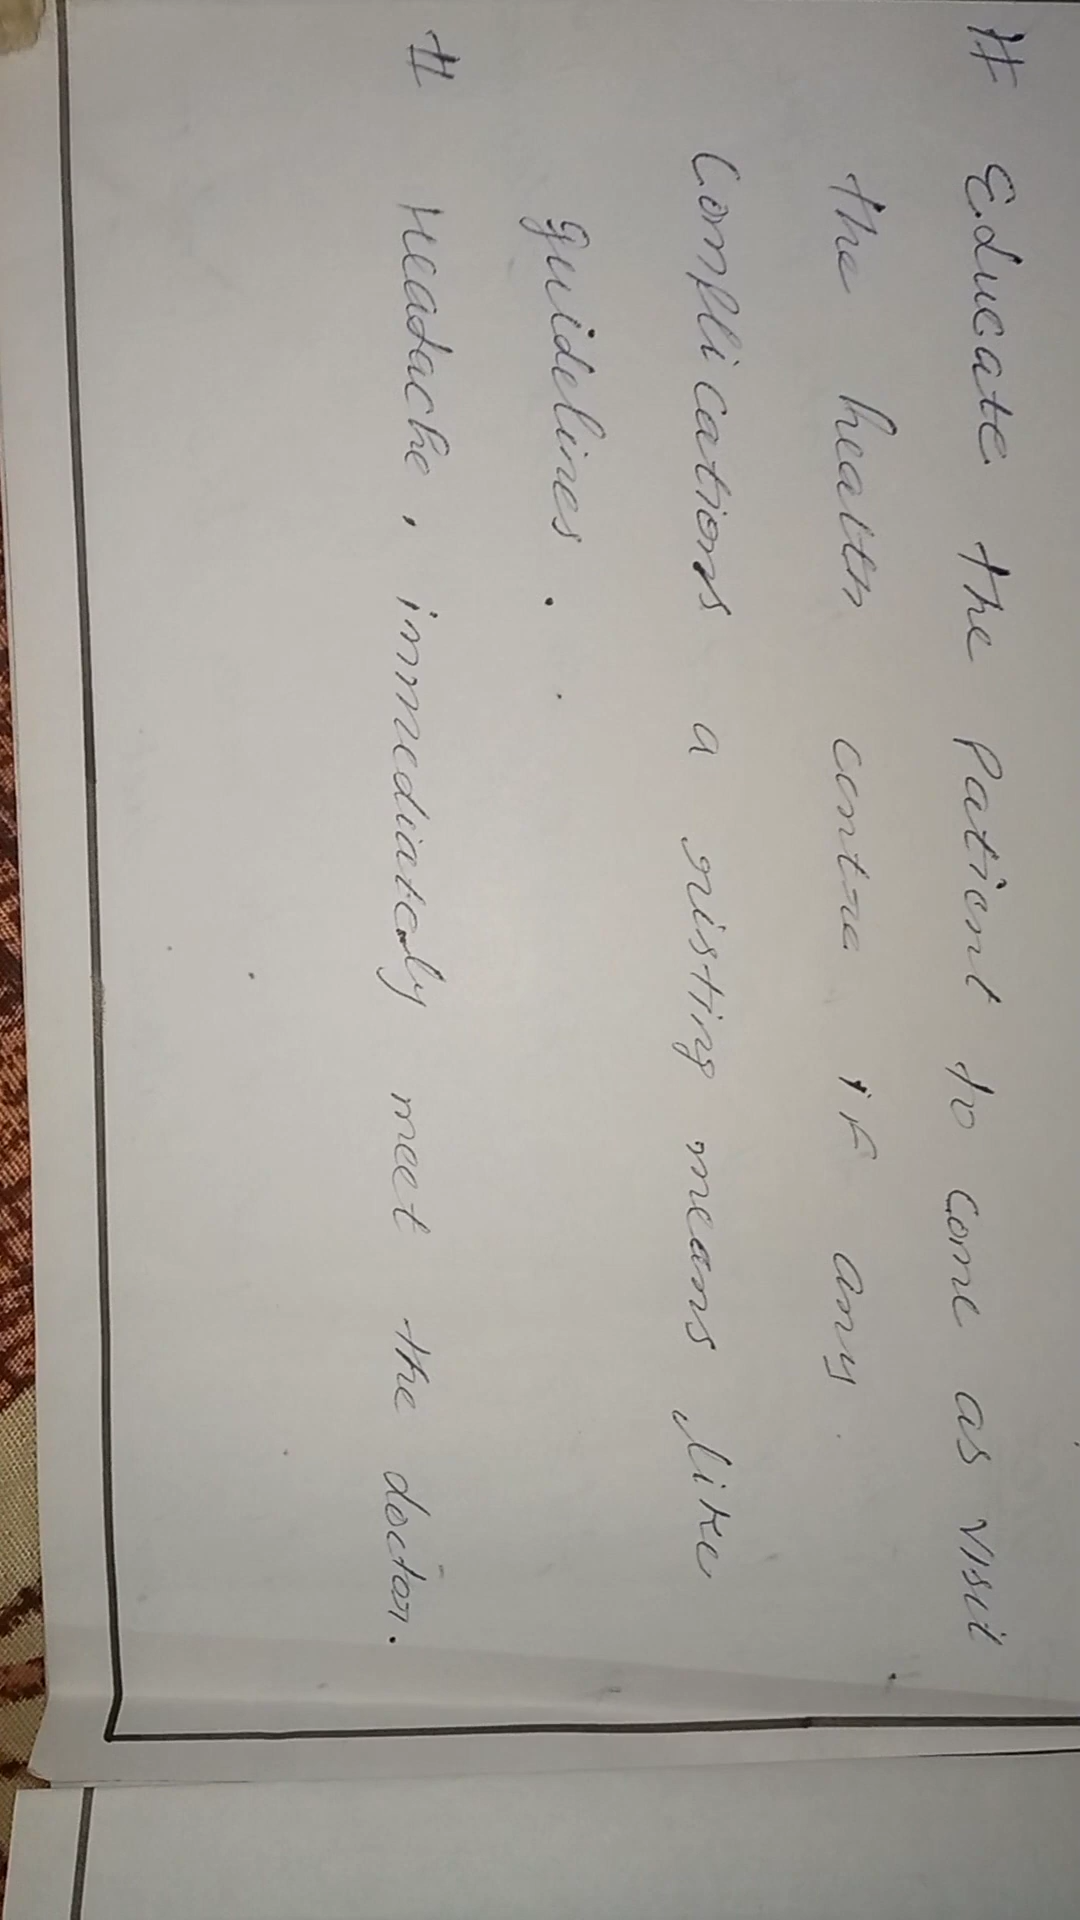 # Educate the Patient to come as visit
the health centre if any
Complications a risting means like
guidelines.
# Headache, immediately meet the doctor.